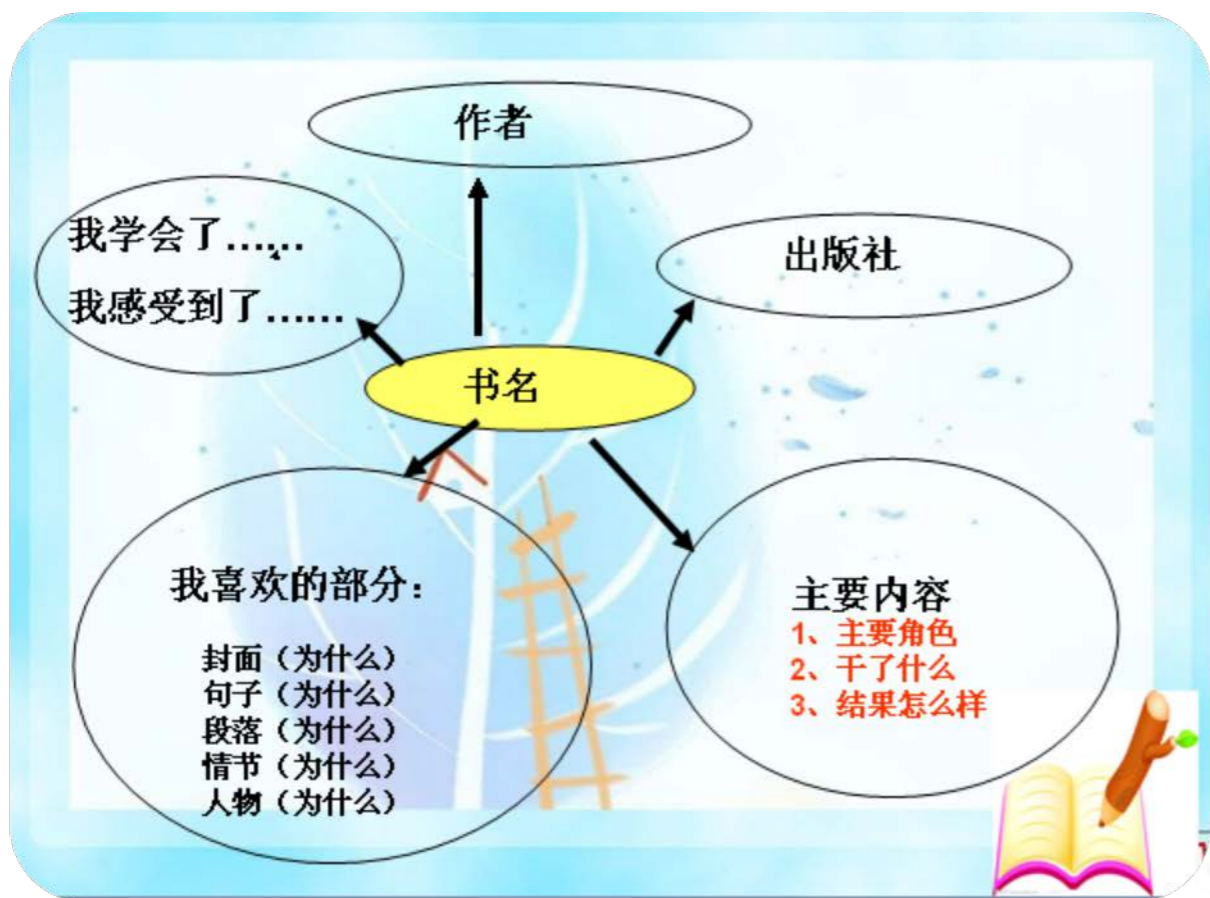 作者
我学会了……
我感受到了……
出版社
书名
我喜欢的部分：
封面（为什么）
句子（为什么）
段落（为什么）
情节（为什么）
人物（为什么）
主要内容
1、主要角色
2、干了什么
3、结果怎么样